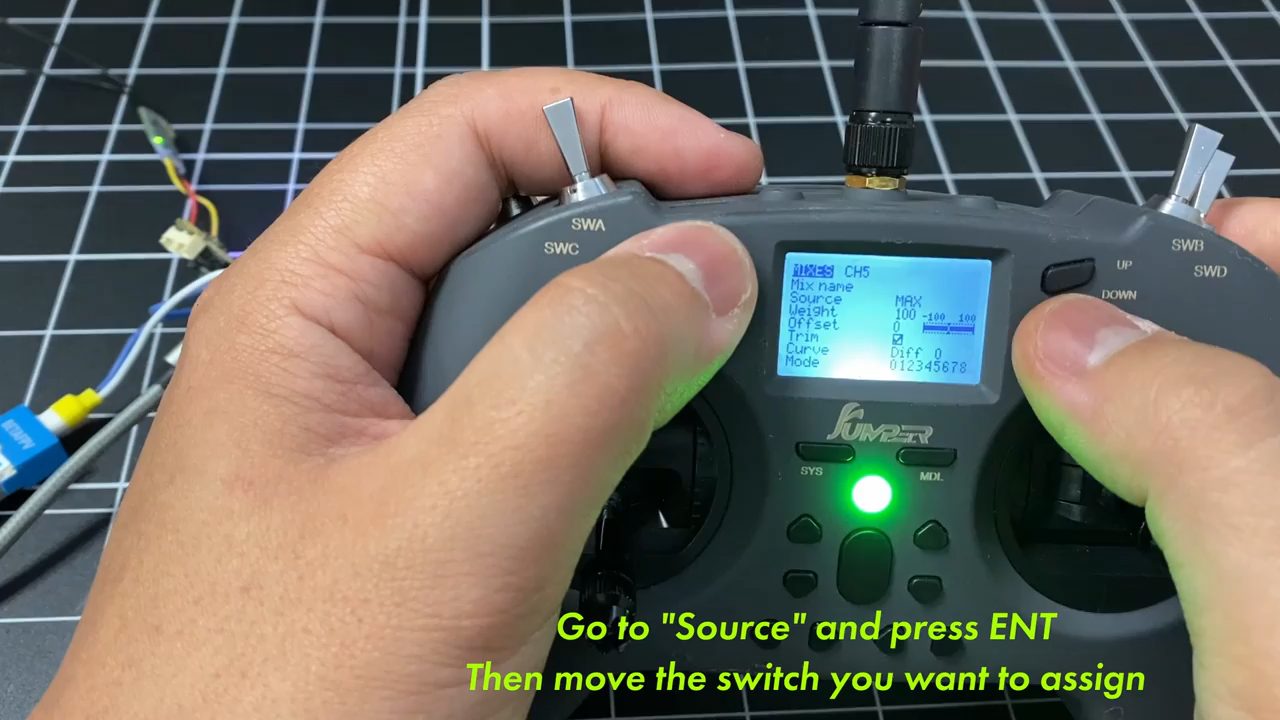 SWA
SWC
SWB
SWD
UP
DOWN
MIXES CH5
Mix name
Source MAX
Weight 100 -100 100
Offset 0
Trim
Curve Diff 0
Mode 012345678
JUMPER
SYS MDL
Go to "Source" and press ENT
Then move the switch you want to assign